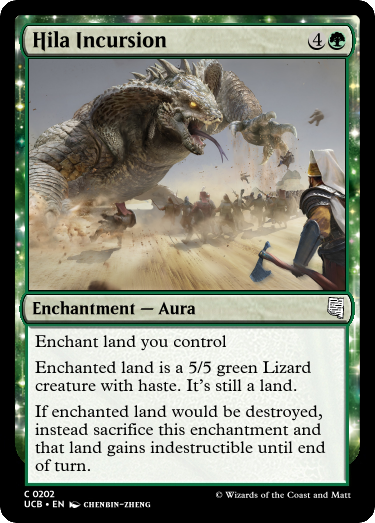 Hila Incursion 4
Enchantment — Aura
Enchant land you control
Enchanted land is a 5/5 green Lizard
creature with haste. It's still a land.
If enchanted land would be destroyed,
instead sacrifice this enchantment and
that land gains indestructible until end
of turn.
C 0202
UCB • EN CHENBIN-ZHENG
© Wizards of the Coast and Matt